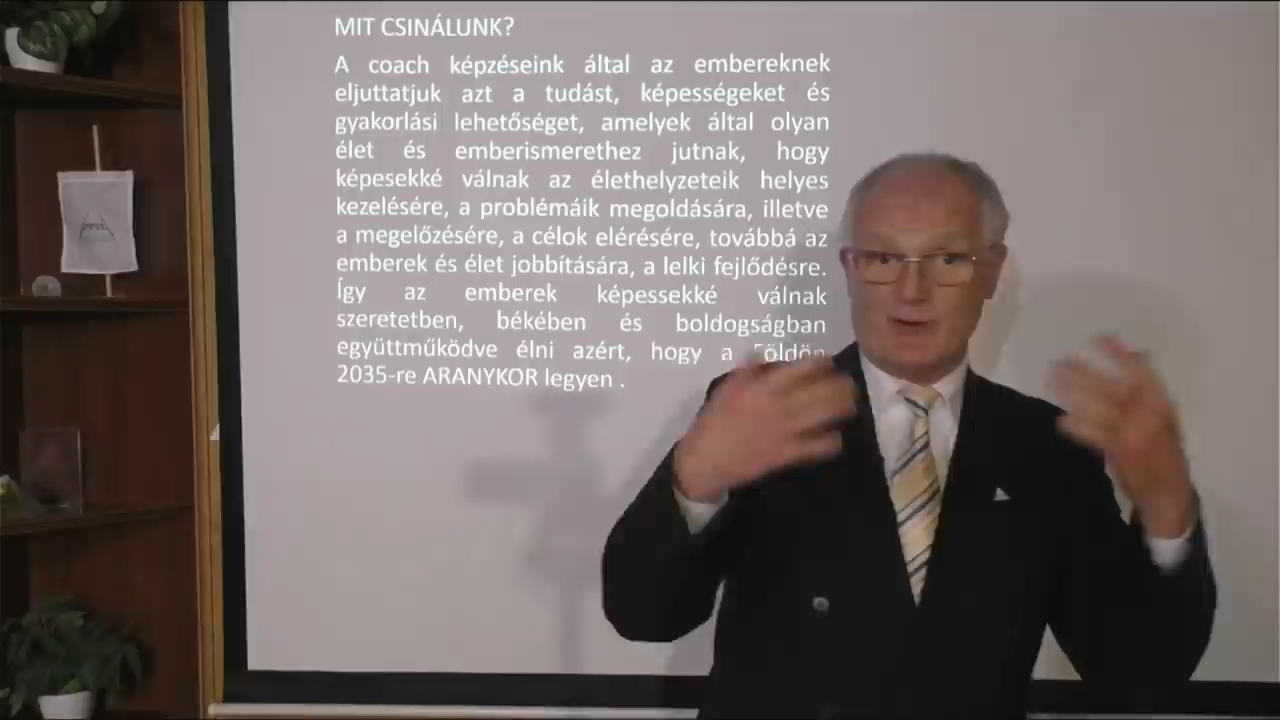 MIT CSINÁLUNK?
A coach képzéseink által az embereknek
eljuttatjuk azt a tudást, képességeket és
gyakorlási lehetőséget, amelyek által olyan
élet és emberismerethez jutnak, hogy
képesekké válnak az élethelyzeteik helyes
kezelésére, a problémáik megoldására, illetve
a megelőzésére, a célok elérésére, továbbá az
emberek és élet jobbítására, a lelki fejlődésre.
Így az emberek képessekké válnak
szeretetben, békében és boldogságban
együttműködve élni azért, hogy a Földön
2035-re ARANYKOR legyen .